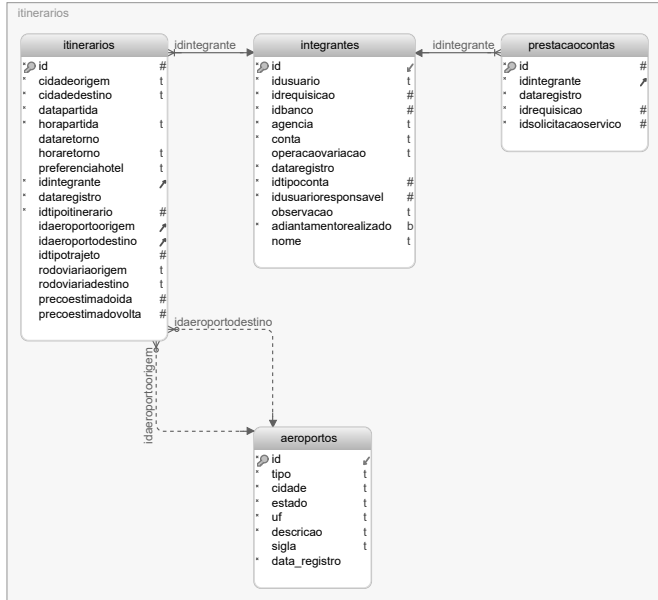 itinerarios
itinerarios
id #
* cidadeorigem t
* cidadedestino t
* datapartida
* horapartida t
dataretorno
horaretorno t
preferenciahotel t
* idintegrante
* dataregistro
* idtipoitinerario #
idaeroportoorigem
idaeroportodestino
idtipotrajeto #
rodoviariaorigem t
rodoviariadestino t
precoestimadoida #
precoestimadovolta #
idintegrante
integrantes
* id
* idusuario t
* idrequisicao #
* idbanco #
* agencia t
* conta t
operacaovariacao t
* dataregistro
* idtipoconta #
* idusuarioresponsavel #
observacao t
* adiantamentorealizado b
nome t
idintegrante
prestacaocontas
* id #
* idintegrante
* dataregistro
* idrequisicao #
* idsolicitacaoservico #
idaeroportodestino
idaeroportoorigem
aeroportos
* id
* tipo t
* cidade t
* estado t
* uf t
* descricao t
sigla t
* data_registro